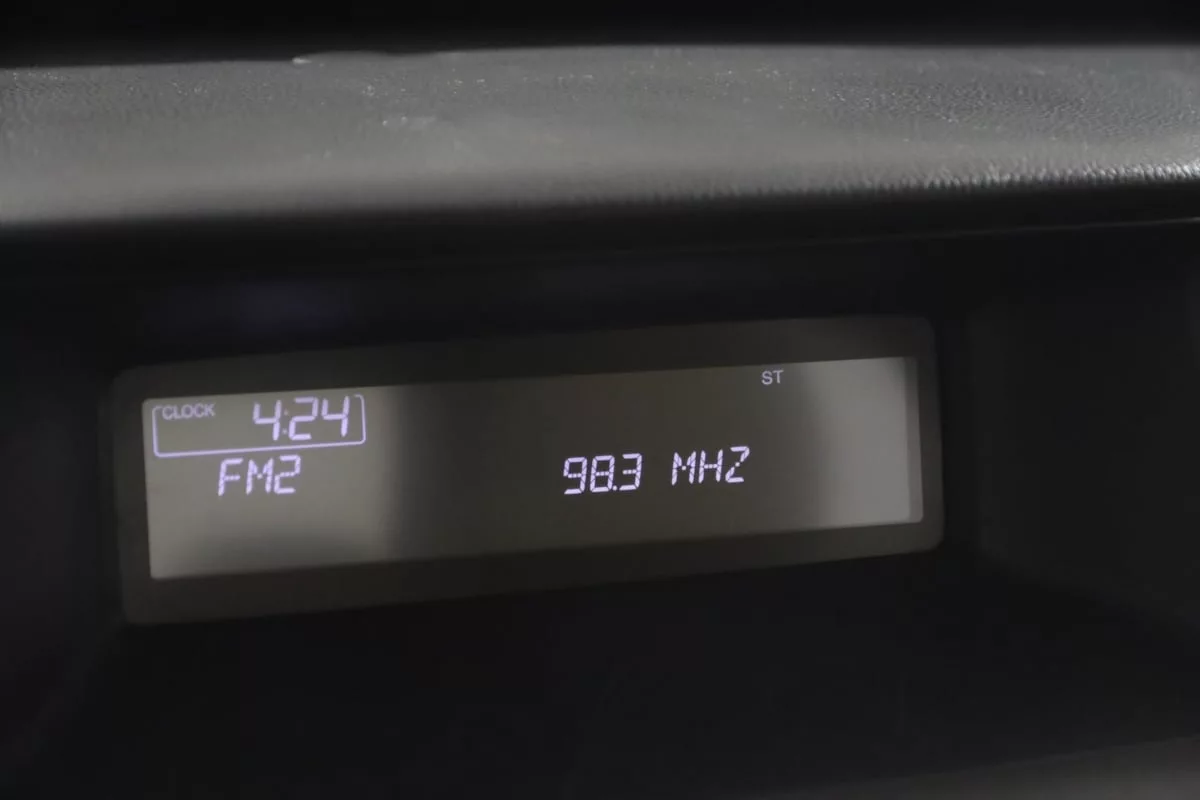 ST
CLOCK 4:24
FM2 98.3 MHZ